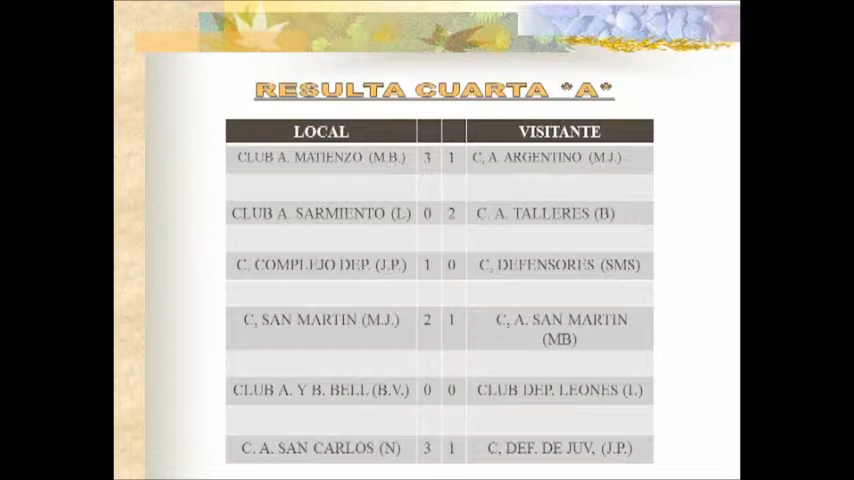 RESULTA CUARTA *A*
LOCAL VISITANTE
CLUB A. MATIENZO (M.B.) 3 1 C, A. ARGENTINO (M.J.)
CLUB A. SARMIENTO (L) 0 2 C. A. TALLERES (B)
C. COMPLEJO DEP. (J.P.) 1 0 C, DEFENSORES (SMS)
C, SAN MARTIN (M.J.) 2 1 C, A. SAN MARTIN
(MB)
CLUB A. Y B. BELL (B.V.) 0 0 CLUB DEP. LEONES (L)
C. A. SAN CARLOS (N) 3 1 C, DEF. DE JUV, (J.P.)